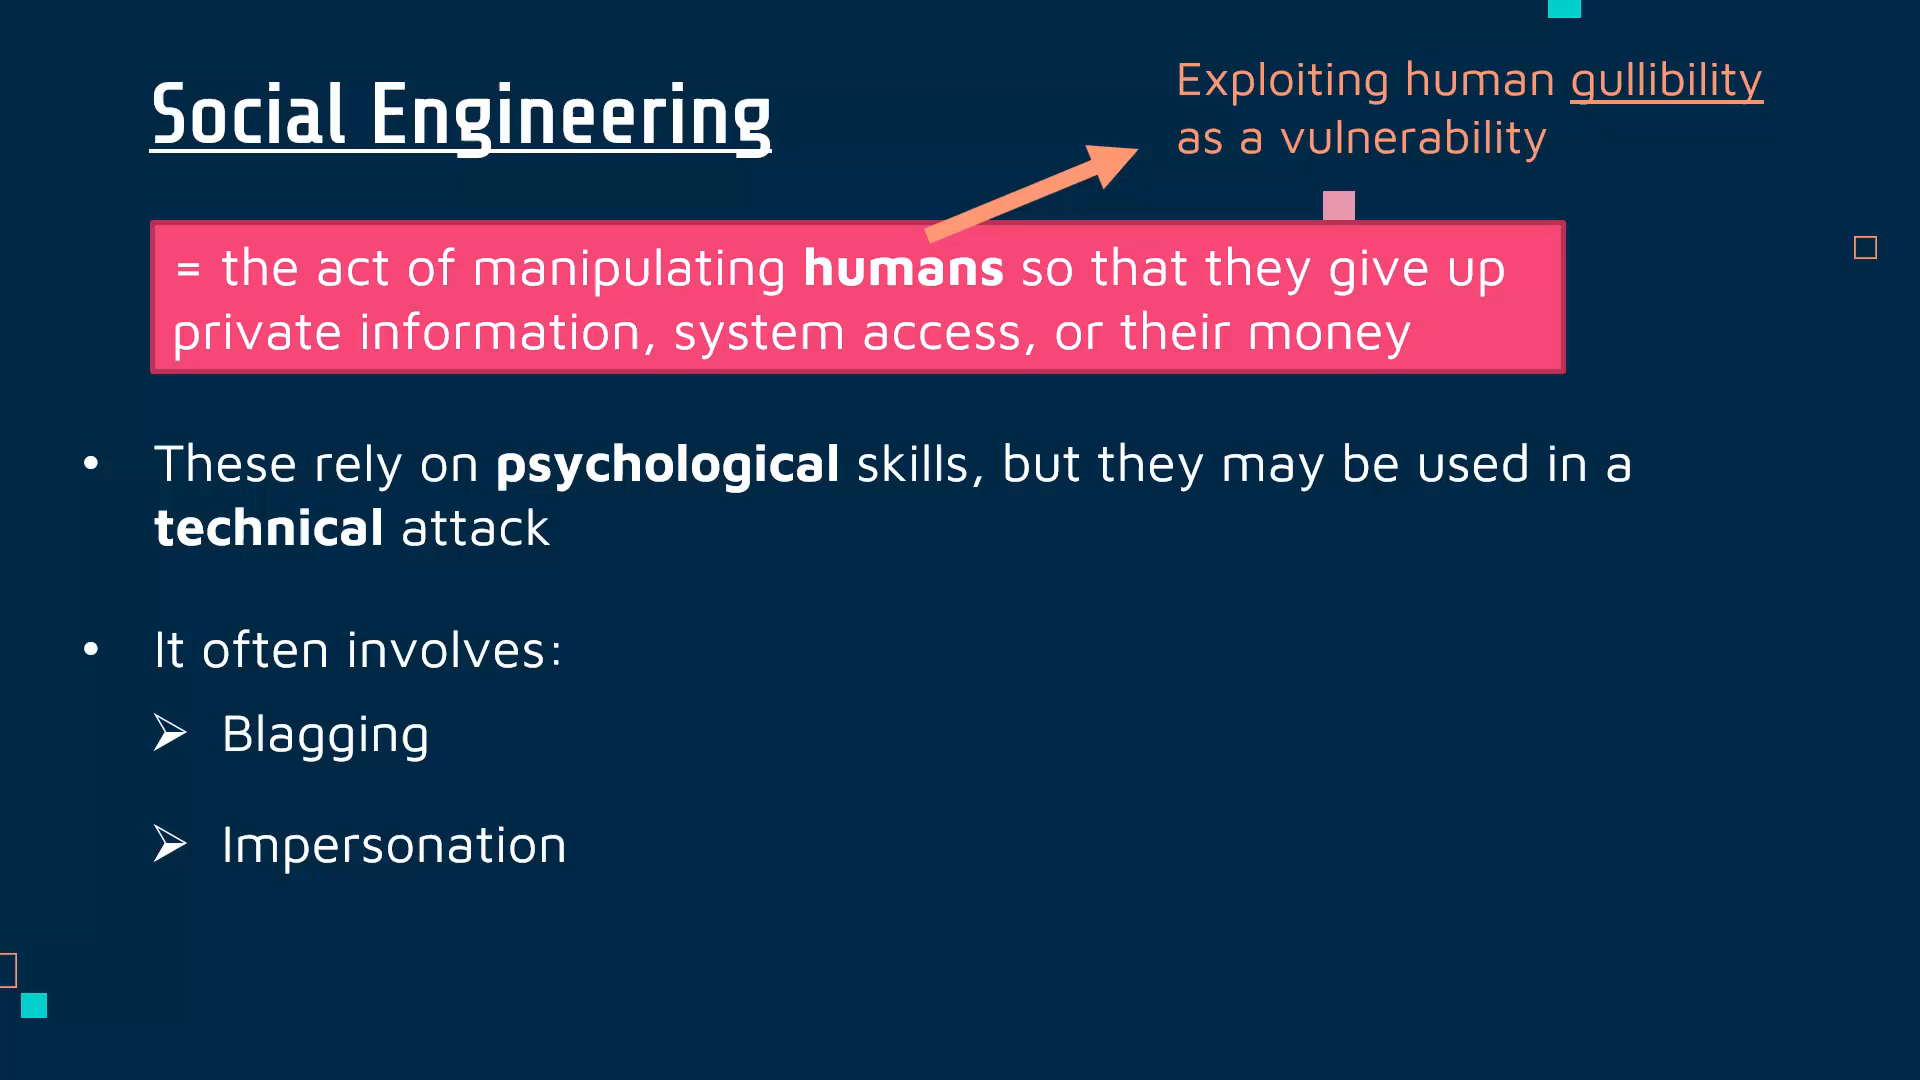 Social Engineering
Exploiting human gullibility
as a vulnerability
= the act of manipulating humans so that they give up
private information, system access, or their money
• These rely on psychological skills, but they may be used in a
technical attack
• It often involves:
➢ Blagging
➢ Impersonation